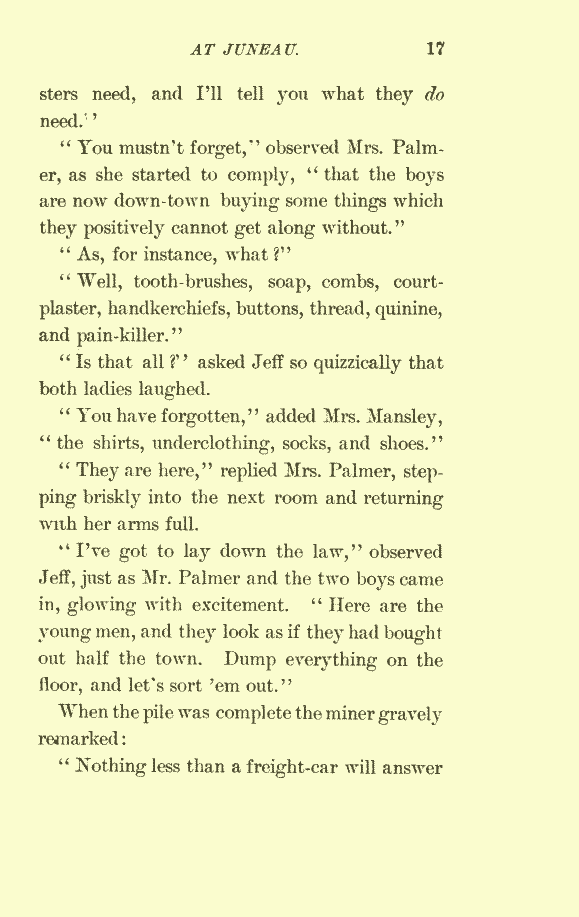 AT JUNEAU. 17
sters need, and I'll tell you what they do
need.''
"You mustn't forget," observed Mrs. Palm-
er, as she started to comply, "that the boys
are now down-town buying some things which
they positively cannot get along without."
"As, for instance, what?"
"Well, tooth-brushes, soap, combs, court-
plaster, handkerchiefs, buttons, thread, quinine,
and pain-killer."
"Is that all?" asked Jeff so quizzically that
both ladies laughed.
"You have forgotten," added Mrs. Mansley,
"the shirts, underclothing, socks, and shoes."
"They are here," replied Mrs. Palmer, step-
ping briskly into the next room and returning
with her arms full.
"I've got to lay down the law," observed
Jeff, just as Mr. Palmer and the two boys came
in, glowing with excitement. "Here are the
young men, and they look as if they had bought
out half the town. Dump everything on the
floor, and let's sort 'em out."
When the pile was complete the miner gravely
remarked:
"Nothing less than a freight-car will answer